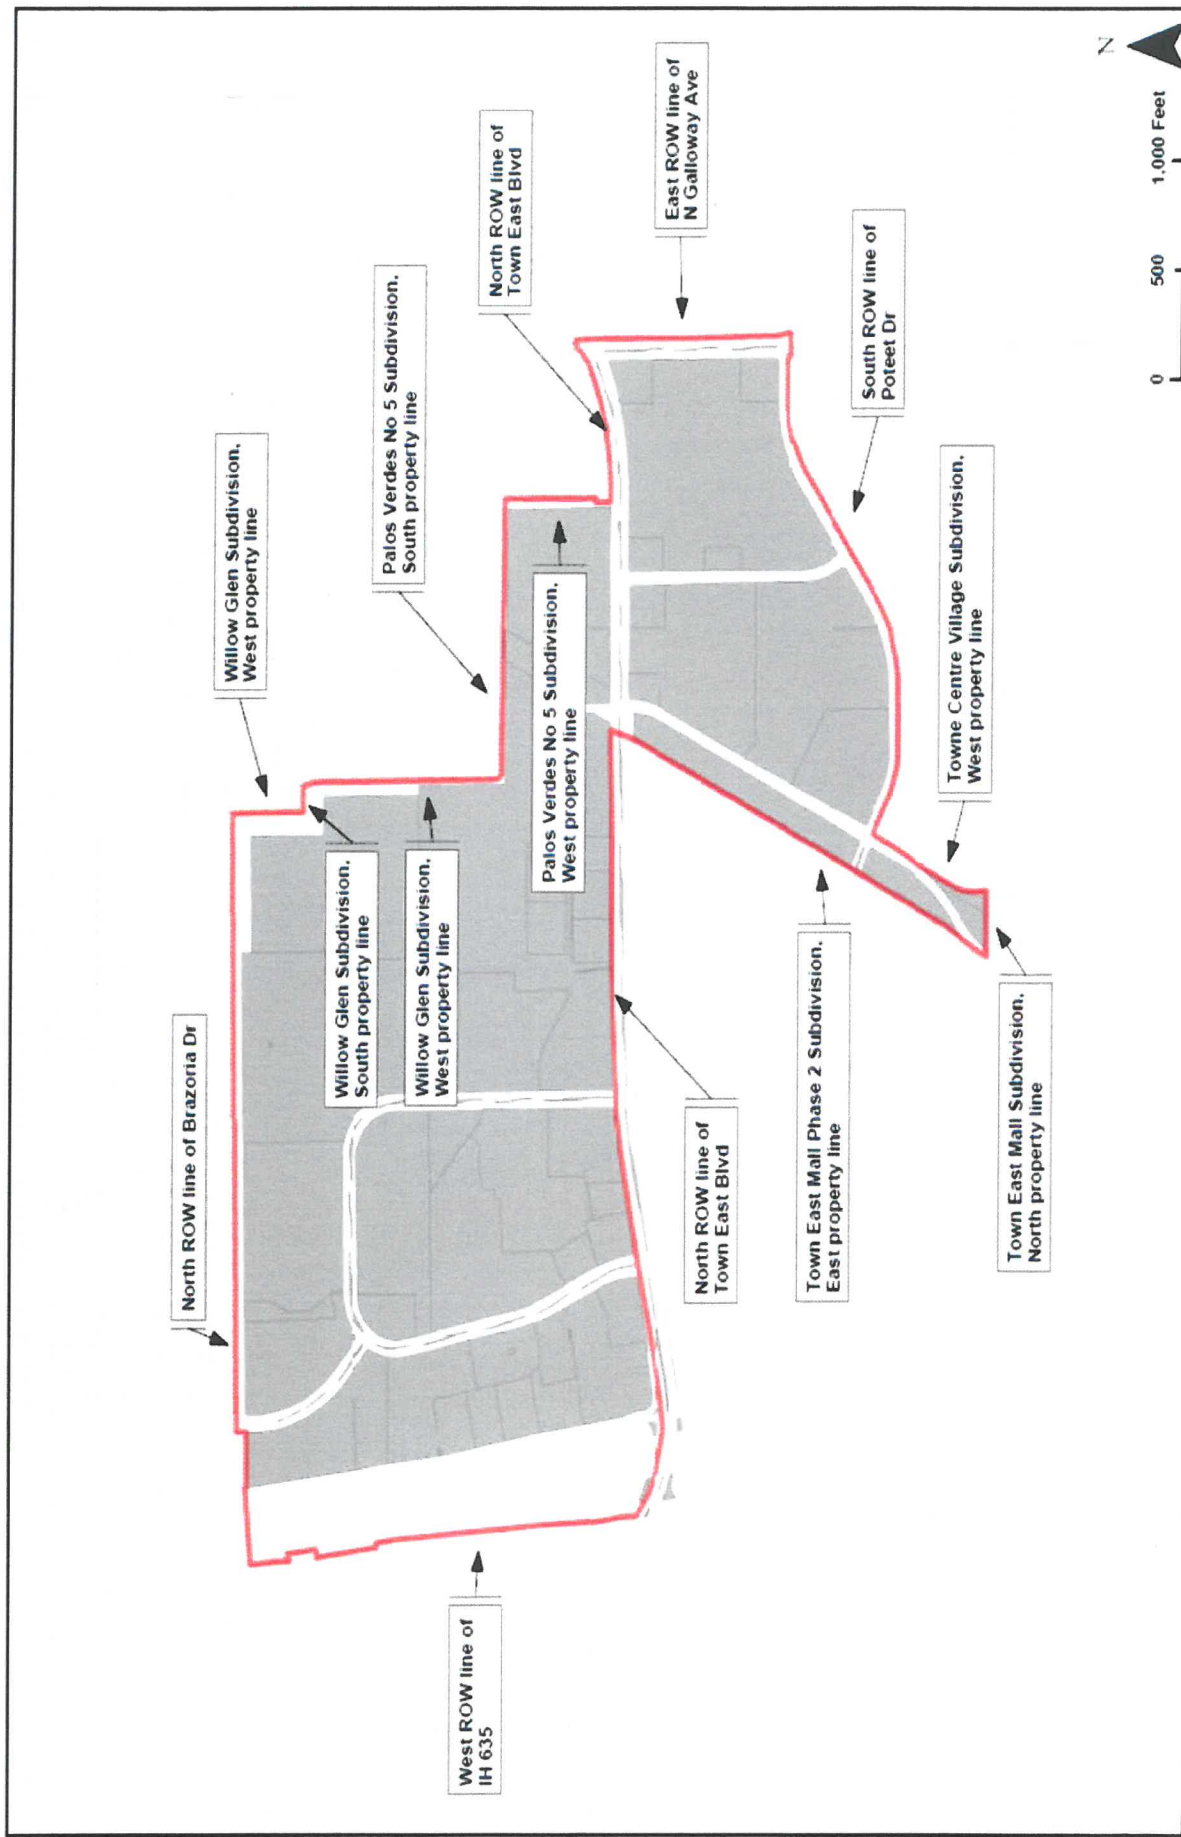 North ROW line of Brazoria Dr
Willow Glen Subdivision,
West property line
Palos Verdes No 5 Subdivision,
South property line
North ROW line of
Town East Blvd
East ROW line of
N Galloway Ave
Willow Glen Subdivision,
South property line
Willow Glen Subdivision,
West property line
Palos Verdes No 5 Subdivision,
West property line
South ROW line of
Poteet Dr
West ROW line of
IH 635
North ROW line of
Town East Blvd
Town East Mall Phase 2 Subdivision,
East property line
Towne Centre Village Subdivision,
West property line
Town East Mall Subdivision,
North property line
N
0 500 1,000 Feet